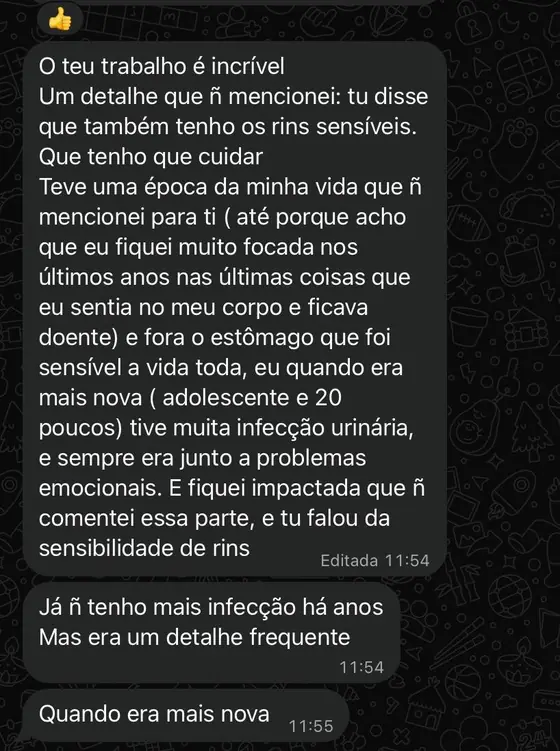 👍
O teu trabalho é incrível
Um detalhe que ñ mencionei: tu disse
que também tenho os rins sensíveis.
Que tenho que cuidar
Teve uma época da minha vida que ñ
mencionei para ti ( até porque acho
que eu fiquei muito focada nos
últimos anos nas últimas coisas que
eu sentia no meu corpo e ficava
doente) e fora o estômago que foi
sensível a vida toda, eu quando era
mais nova ( adolescente e 20
poucos) tive muita infecção urinária,
e sempre era junto a problemas
emocionais. E fiquei impactada que ñ
comentei essa parte, e tu falou da
sensibilidade de rins
Editada 11:54
Já ñ tenho mais infecção há anos
Mas era um detalhe frequente
11:54
Quando era mais nova
11:55